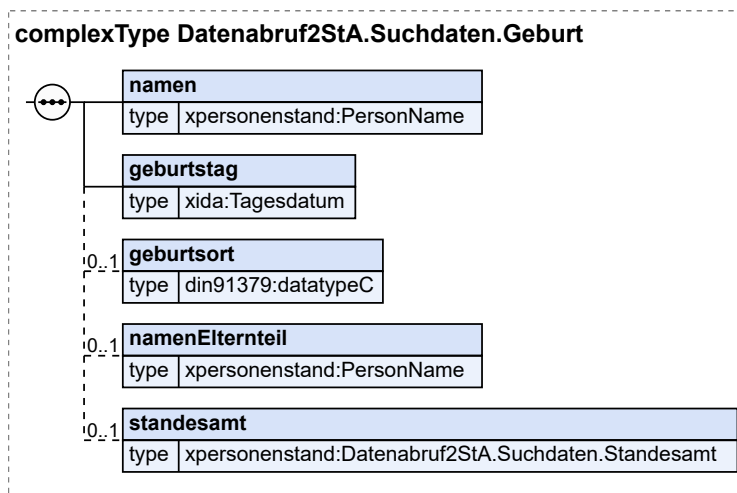 complexType Datenabruf2StA.Suchdaten.Geburt
namen
type xpersonenstand:PersonName
geburtstag
type xida:Tagesdatum
0..1 geburtsort
type din91379:datatypeC
0..1 namenElternteil
type xpersonenstand:PersonName
0..1 standesamt
type xpersonenstand:Datenabruf2StA.Suchdaten.Standesamt